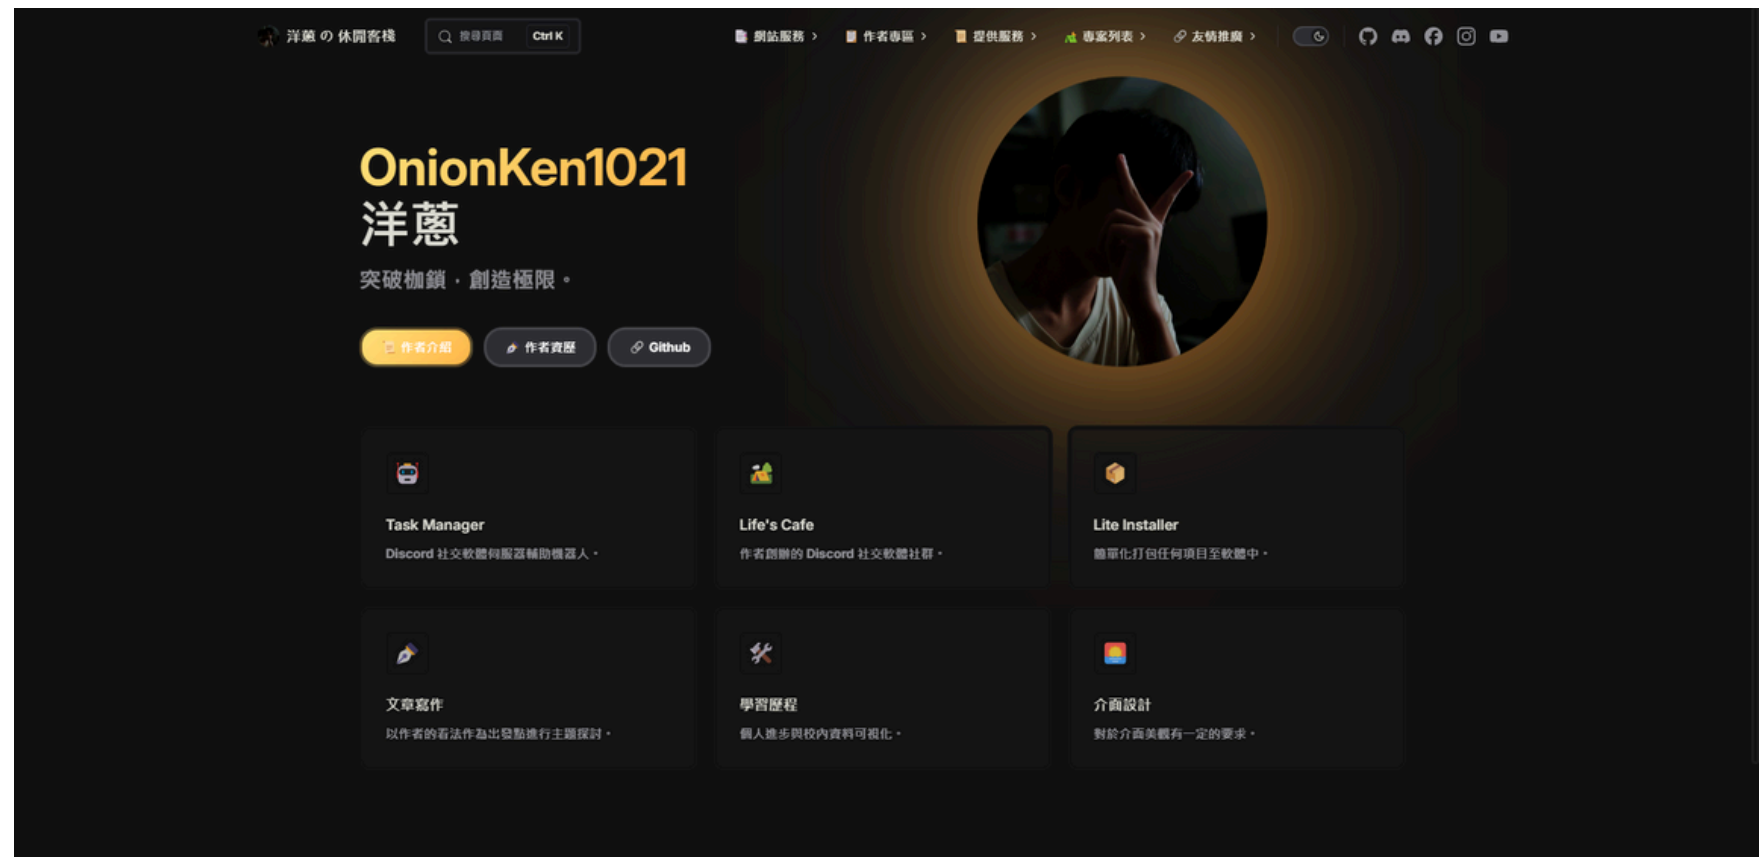 洋蔥 の 休閒客棧
搜尋頁面 Ctrl K
網站服務
作者專區
提供服務
專案列表
友情推廣
OnionKen1021
洋蔥
突破枷鎖，創造極限。
作者介紹
作者資歷
Github
Task Manager
Discord 社交軟體伺服器輔助機器人。
Life's Cafe
作者創辦的 Discord 社交軟體社群。
Lite Installer
簡單化打包任何項目至軟體中。
文章寫作
以作者的看法作為出發點進行主題探討。
學習歷程
個人進步與校內資料可視化。
介面設計
對於介面美觀有一定的要求。